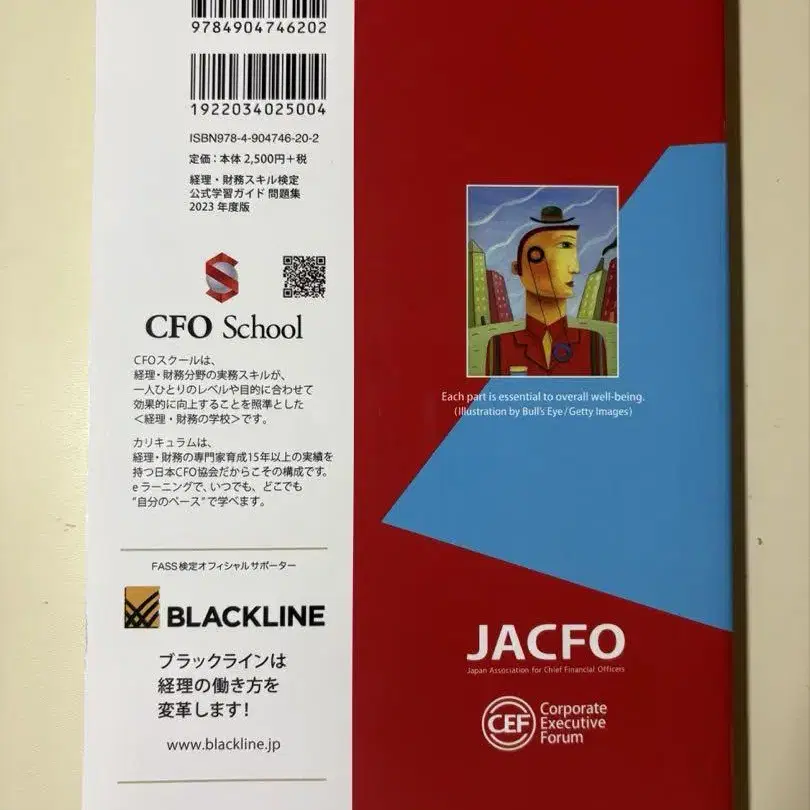 9784904746202
1922034025004
ISBN978-4-904746-20-2
定価：本体 2,500円＋税
経理・財務スキル検定
公式学習ガイド 問題集
2023 年度版
CFO School
CFOスクールは、
経理・財務分野の実務スキルが、
一人ひとりのレベルや目的に合わせて
効果的に向上することを照準とした
＜経理・財務の学校＞です。
カリキュラムは、
経理・財務の専門家育成15年以上の実績を
持つ日本CFO協会だからこその構成です。
e ラーニングで、いつでも、どこでも
“自分のペース”で学べます。
FASS検定オフィシャルサポーター
BLACKLINE
ブラックラインは
経理の働き方を
変革します！
www.blackline.jp
Each part is essential to overall well-being.
(Illustration by Bull's Eye/Getty Images)
JACFO
Japan Association for Chief Financial Officers
CEF
Corporate
Executive
Forum